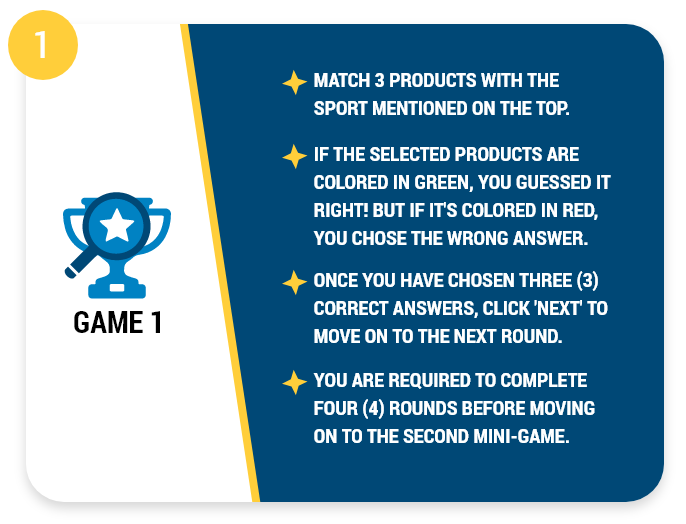 1
GAME 1
MATCH 3 PRODUCTS WITH THE
SPORT MENTIONED ON THE TOP.
IF THE SELECTED PRODUCTS ARE
COLORED IN GREEN, YOU GUESSED IT
RIGHT! BUT IF IT'S COLORED IN RED,
YOU CHOSE THE WRONG ANSWER.
ONCE YOU HAVE CHOSEN THREE (3)
CORRECT ANSWERS, CLICK 'NEXT' TO
MOVE ON TO THE NEXT ROUND.
YOU ARE REQUIRED TO COMPLETE
FOUR (4) ROUNDS BEFORE MOVING
ON TO THE SECOND MINI-GAME.